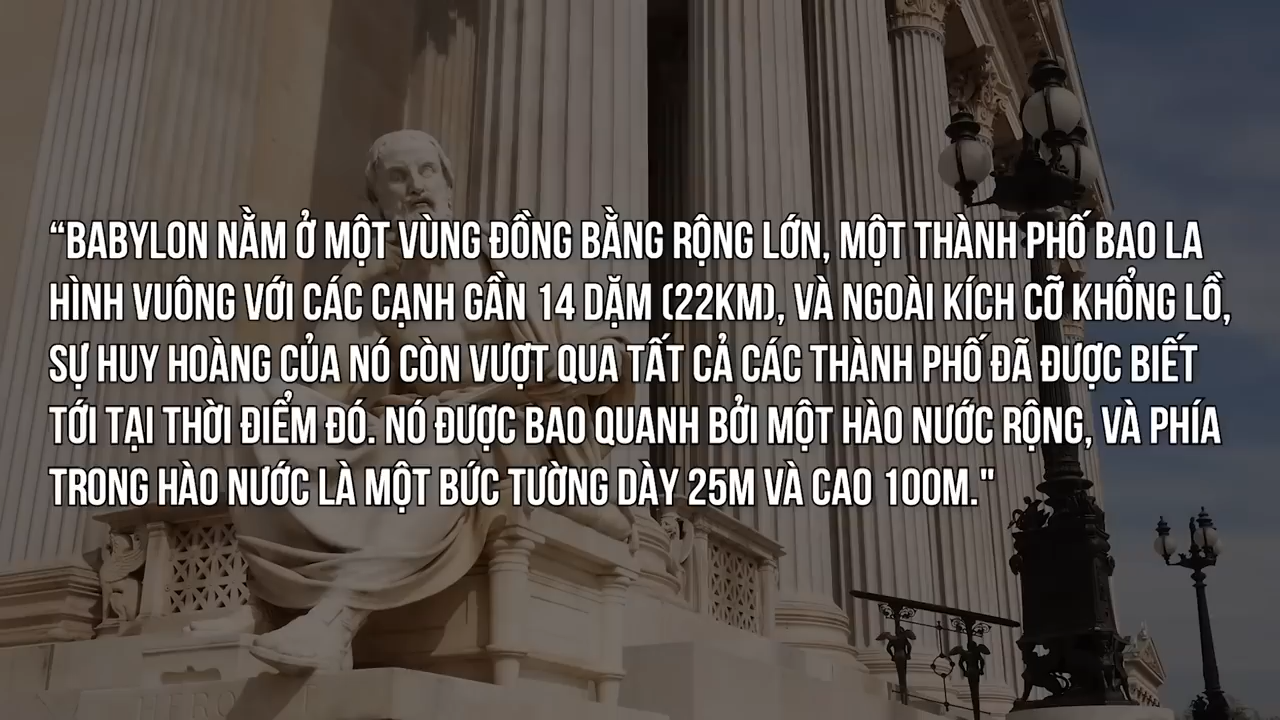 “BABYLON NẰM Ở MỘT VÙNG ĐỒNG BẰNG RỘNG LỚN, MỘT THÀNH PHỐ BAO LA
HÌNH VUÔNG VỚI CÁC CẠNH GẦN 14 DẶM (22KM), VÀ NGOÀI KÍCH CỠ KHỔNG LỒ,
SỰ HUY HOÀNG CỦA NÓ CÒN VƯỢT QUA TẤT CẢ CÁC THÀNH PHỐ ĐÃ ĐƯỢC BIẾT
TỚI TẠI THỜI ĐIỂM ĐÓ. NÓ ĐƯỢC BAO QUANH BỞI MỘT HÀO NƯỚC RỘNG, VÀ PHÍA
TRONG HÀO NƯỚC LÀ MỘT BỨC TƯỜNG DÀY 25M VÀ CAO 100M."